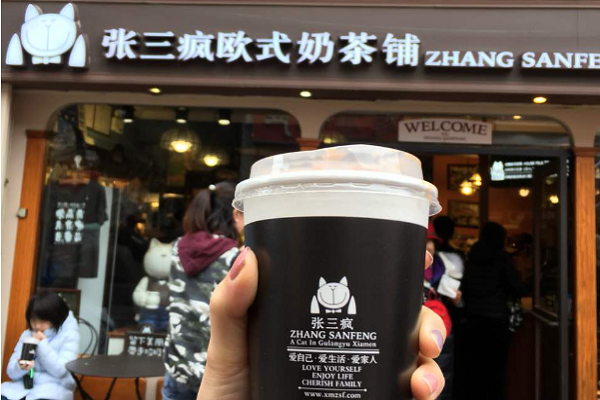 张三疯欧式奶茶铺 ZHANG SANFE
WELCOME
张三疯
ZHANG SANFENG
A Cat In Gulangyu Xiamen
爱自己·爱生活·爱家人
LOVE YOURSELF
ENJOY LIFE
CHERISH FAMILY
www.xmzsf.com